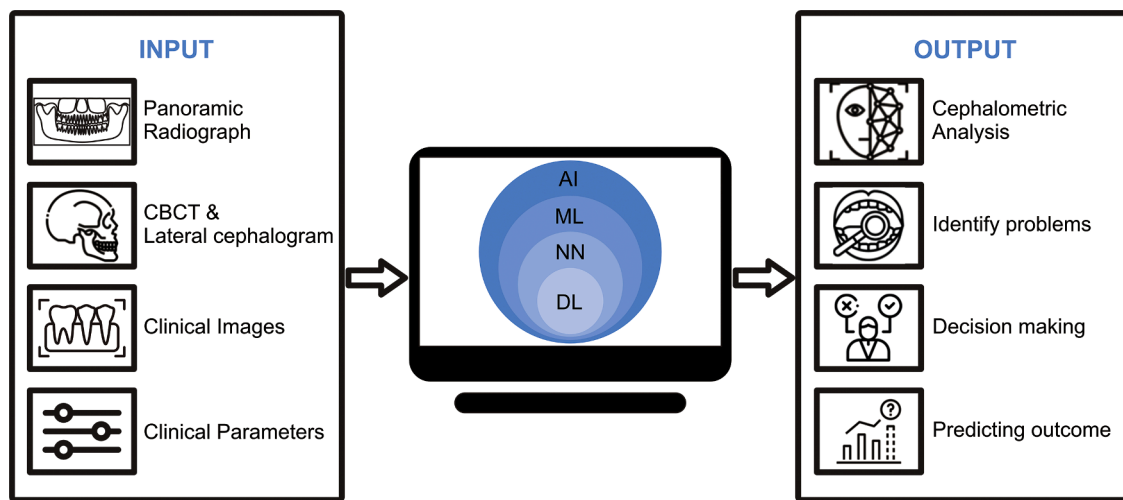 INPUT
Panoramic
Radiograph
CBCT &
Lateral cephalogram
Clinical Images
Clinical Parameters
AI
ML
NN
DL
OUTPUT
Cephalometric
Analysis
Identify problems
Decision making
?
Predicting outcome